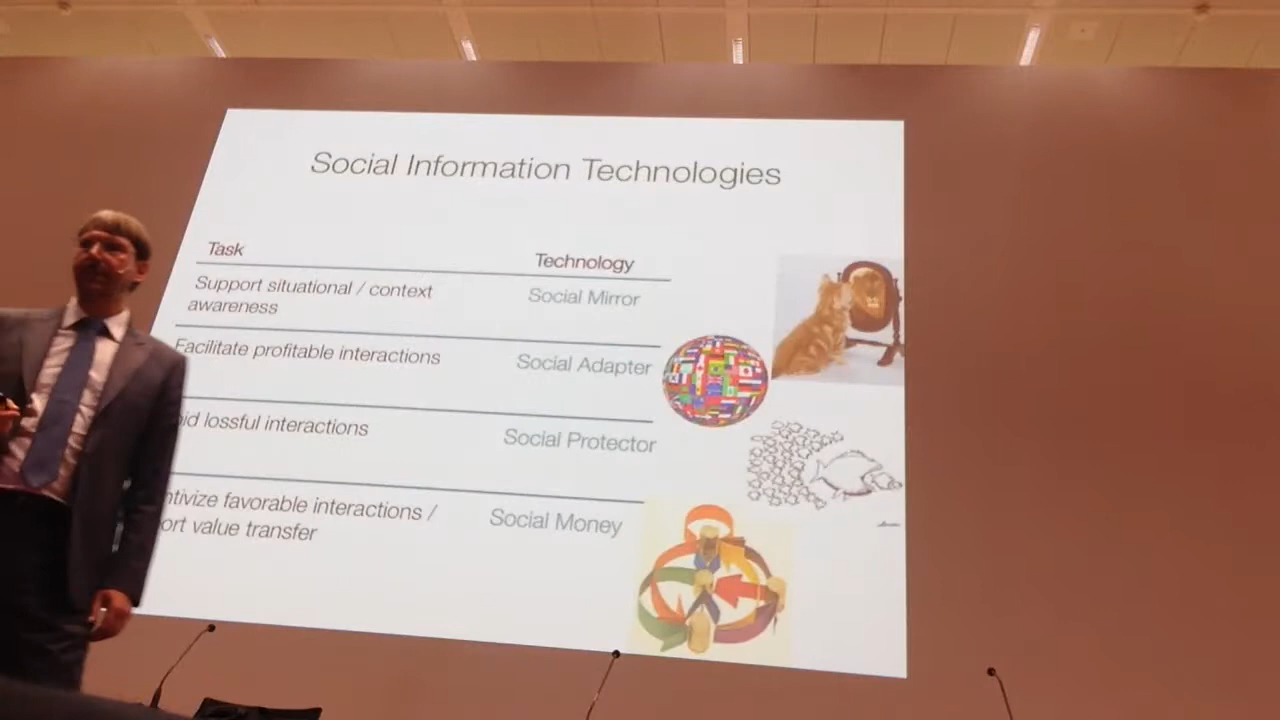 Social Information Technologies
Task
Technology
Support situational / context
awareness
Social Mirror
Facilitate profitable interactions
Social Adapter
lossful interactions
Social Protector
favorable interactions /
value transfer
Social Money